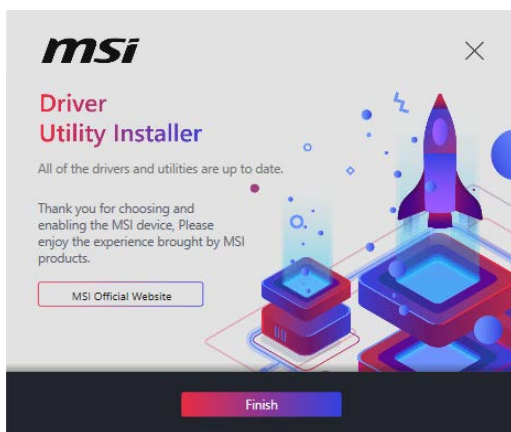 msi
Driver
Utility Installer
All of the drivers and utilities are up to date.
Thank you for choosing and
enabling the MSI device, Please
enjoy the experience brought by MSI
products.
MSI Official Website
Finish